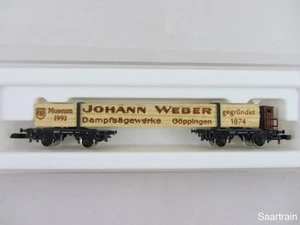 Museum
1993
JOHANN WEBER
Dampfsägewerke Göppingen
gegründet
1874
Saartrain